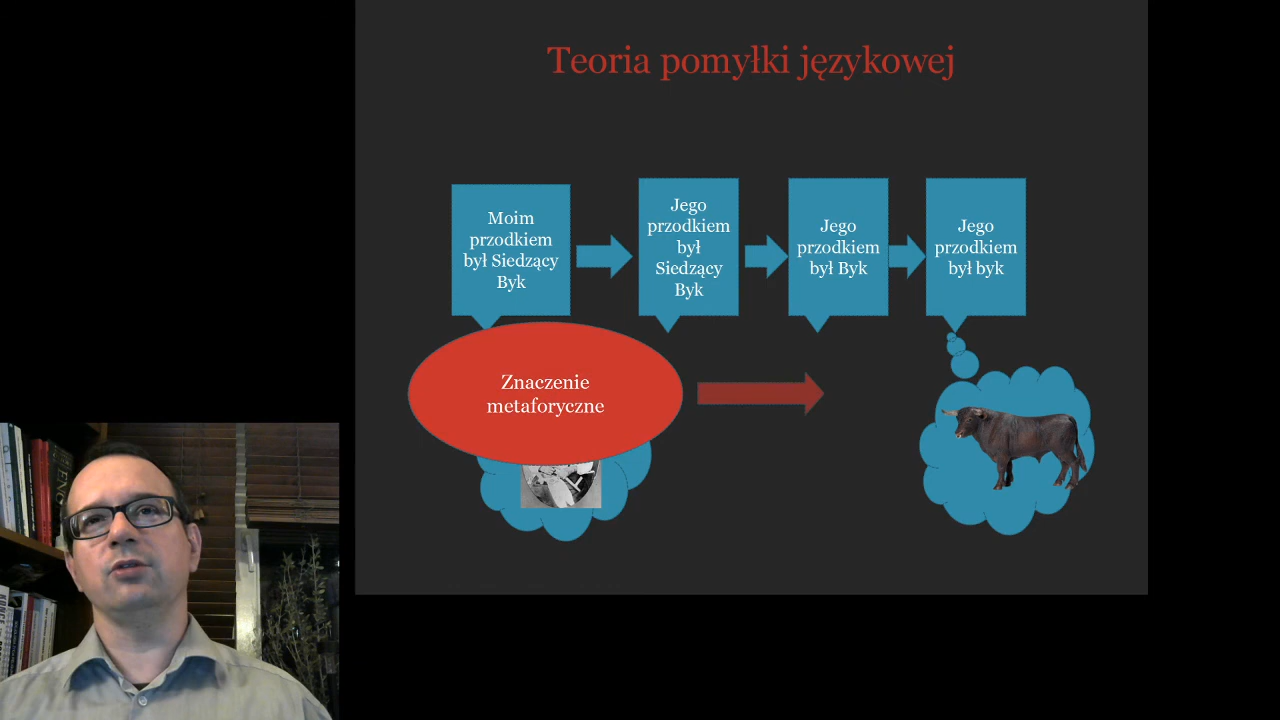 Teoria pomyłki językowej
Moim
przodkiem
był Siedzący
Byk
Jego
przodkiem
był
Siedzący
Byk
Jego
przodkiem
był Byk
Jego
przodkiem
był byk
Znaczenie
metaforyczne